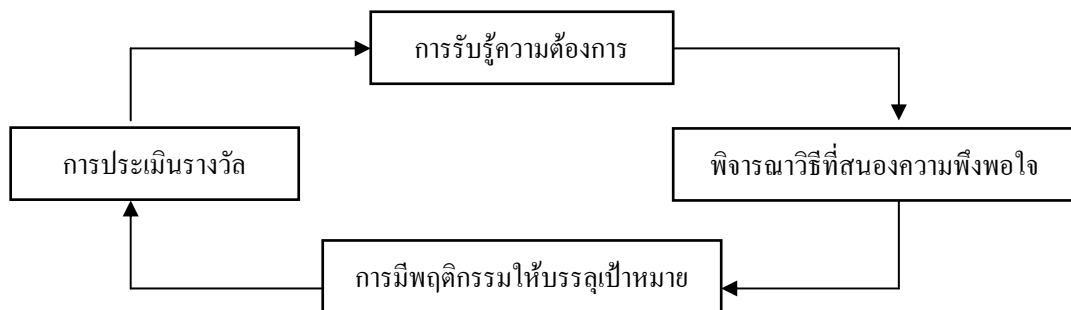 การรับรู้ความต้องการ
การประเมินรางวัล
พิจารณาวิธีที่สนองความพึงพอใจ
การมีพฤติกรรมให้บรรลุเป้าหมาย